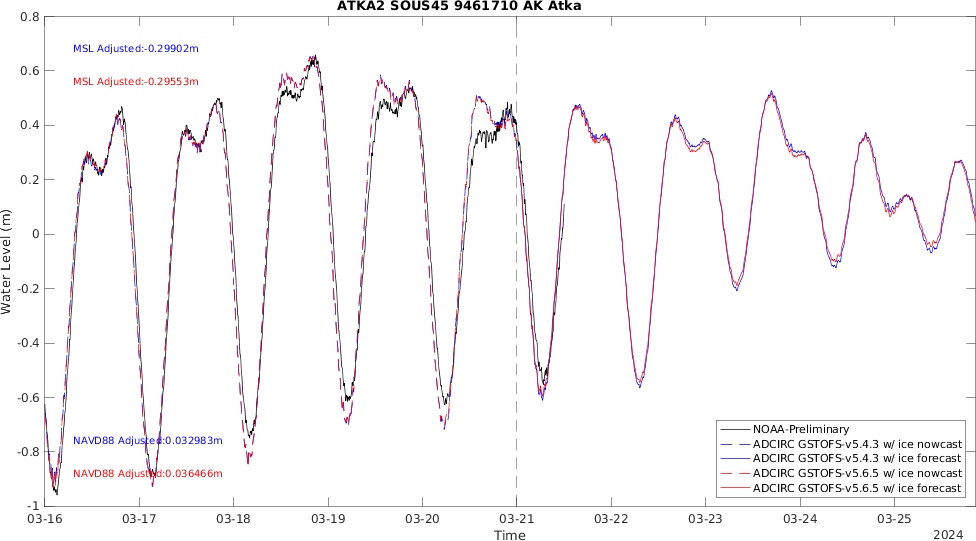 ATKA2 SOUS45 9461710 AK Atka
0.8
0.6
0.4
0.2
0
-0.2
-0.4
-0.6
-0.8
-1
Water Level (m)
MSL Adjusted:-0.29902m
MSL Adjusted:-0.29553m
NAVD88 Adjusted:0.032983m
NAVD88 Adjusted:0.036466m
NOAA-Preliminary
ADCIRC GSTOFS-v5.4.3 w/ ice nowcast
ADCIRC GSTOFS-v5.4.3 w/ ice forecast
ADCIRC GSTOFS-v5.6.5 w/ ice nowcast
ADCIRC GSTOFS-v5.6.5 w/ ice forecast
03-16 03-17 03-18 03-19 03-20 03-21 03-22 03-23 03-24 03-25
Time
2024